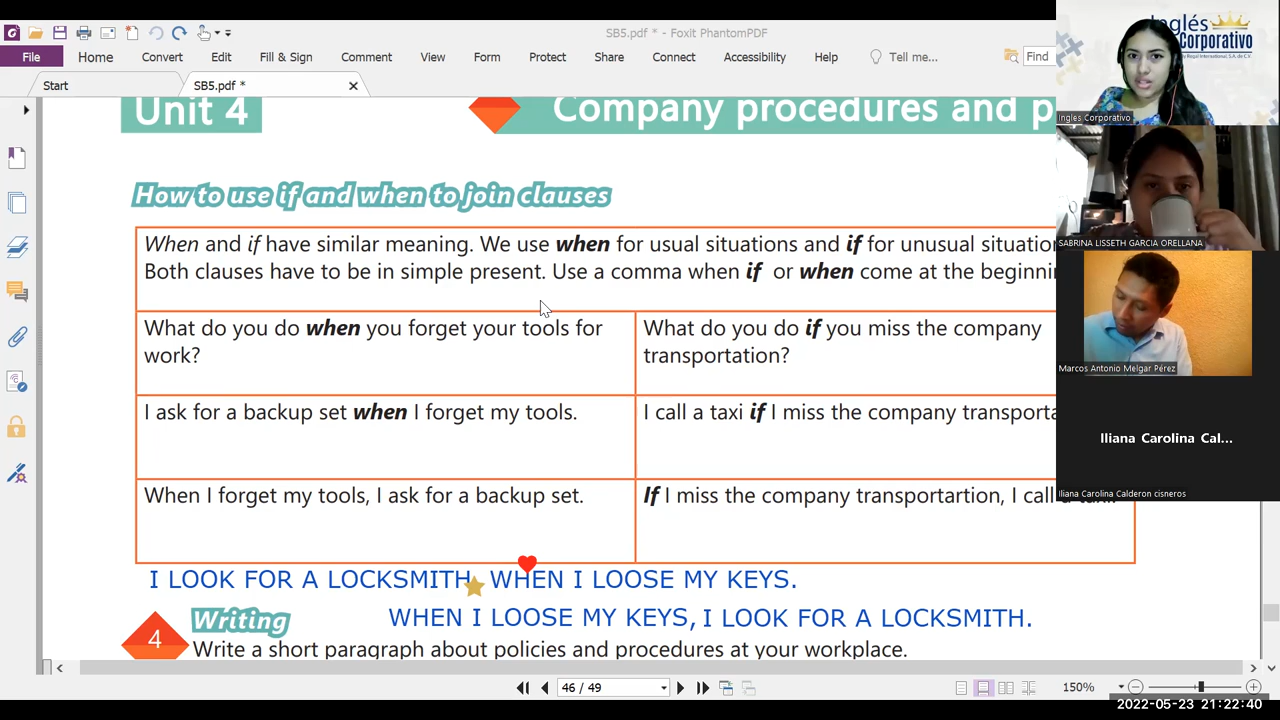 SB5.pdf * - Foxit PhantomPDF
File Home Convert Edit Fill & Sign Comment View Form Protect Share Connect Accessibility Help Tell me... Find
Start SB5.pdf *
Unit 4
Company procedures and p
How to use if and when to join clauses
When and if have similar meaning. We use when for usual situations and if for unusual situatio
Both clauses have to be in simple present. Use a comma when if or when come at the beginni
What do you do when you forget your tools for
work?
What do you do if you miss the company
transportation?
I ask for a backup set when I forget my tools.
I call a taxi if I miss the company transporta
When I forget my tools, I ask for a backup set.
If I miss the company transportartion, I call a taxi.
I LOOK FOR A LOCKSMITH WHEN I LOOSE MY KEYS.
WHEN I LOOSE MY KEYS, I LOOK FOR A LOCKSMITH.
4
Writing
Write a short paragraph about policies and procedures at your workplace.
46 / 49
150%
Inglés
Corporativo
Ingles Corporativo
SABRINA LISSETH GARCIA ORELLANA
Marcos Antonio Melgar Pérez
Iliana Carolina Cal...
Iliana Carolina Calderon cisneros
2022-05-23 21:22:40